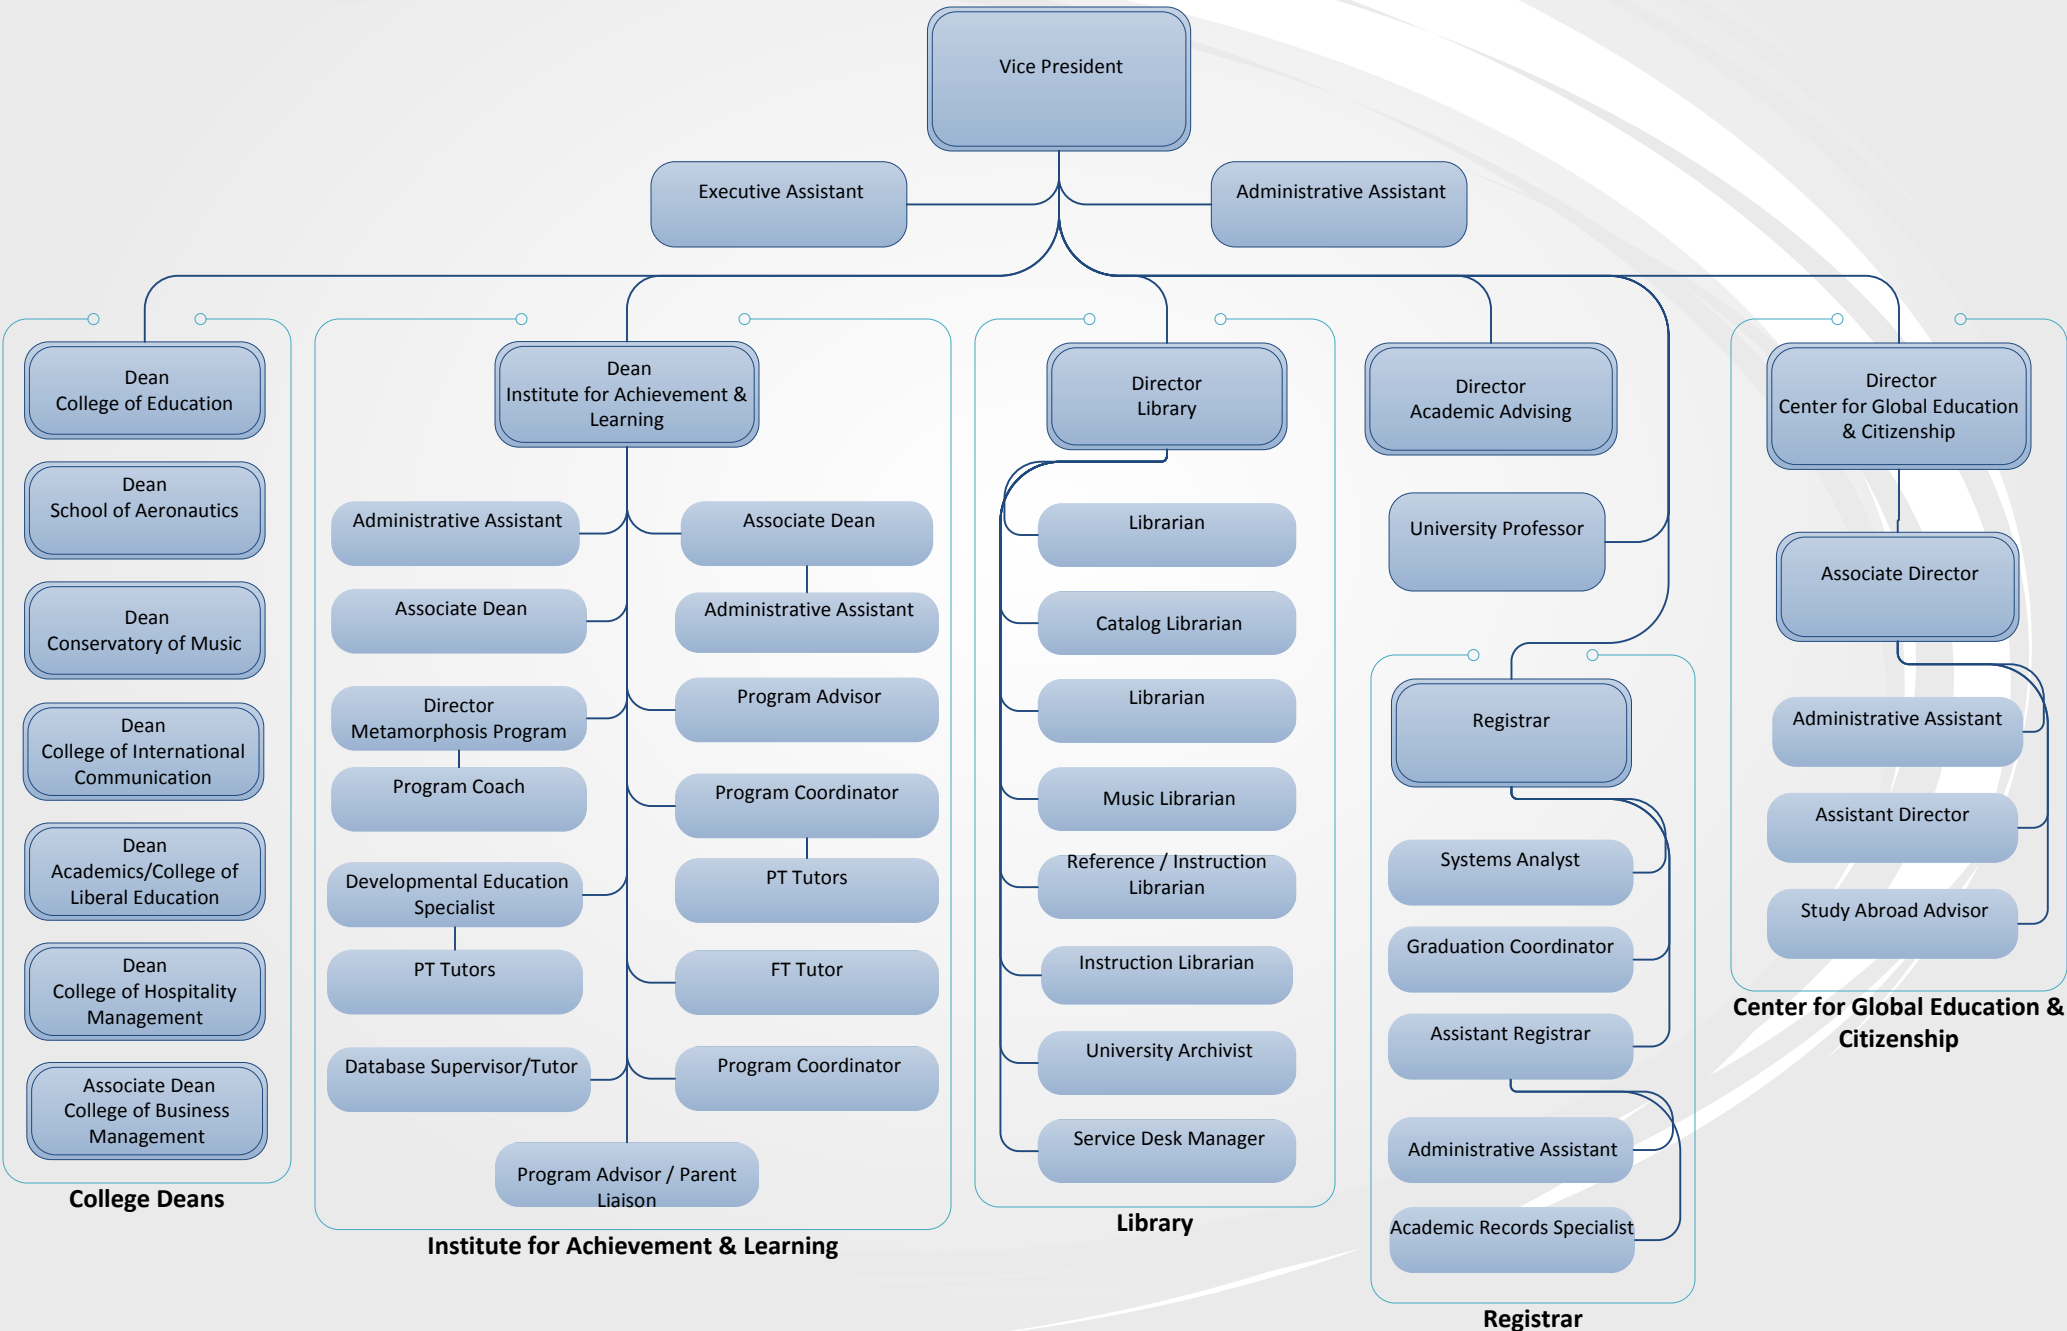 Vice President
Executive Assistant
Administrative Assistant
Dean
College of Education
Dean
School of Aeronautics
Dean
Conservatory of Music
Dean
College of International
Communication
Dean
Academics/College of
Liberal Education
Dean
College of Hospitality
Management
Associate Dean
College of Business
Management
College Deans
Dean
Institute for Achievement &
Learning
Administrative Assistant
Associate Dean
Associate Dean
Administrative Assistant
Director
Metamorphosis Program
Program Advisor
Program Coach
Program Coordinator
Developmental Education
Specialist
PT Tutors
PT Tutors
FT Tutor
Database Supervisor/Tutor
Program Coordinator
Program Advisor / Parent
Liaison
Institute for Achievement & Learning
Director
Library
Librarian
Catalog Librarian
Librarian
Music Librarian
Reference / Instruction
Librarian
Instruction Librarian
University Archivist
Service Desk Manager
Library
Director
Academic Advising
University Professor
Registrar
Systems Analyst
Graduation Coordinator
Assistant Registrar
Administrative Assistant
Academic Records Specialist
Registrar
Director
Center for Global Education
& Citizenship
Associate Director
Administrative Assistant
Assistant Director
Study Abroad Advisor
Center for Global Education &
Citizenship